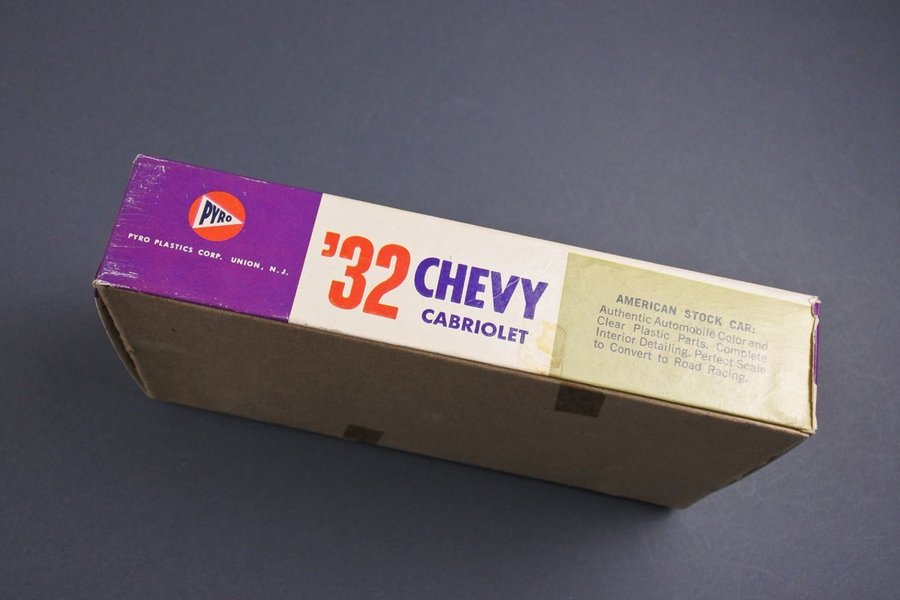 PYRO
PYRO PLASTICS CORP. UNION, N.J.
'32 CHEVY
CABRIOLET
AMERICAN STOCK CAR:
Authentic Automobile Color and
Clear Plastic Parts. Complete
Interior Detailing. Perfect Scale
to Convert to Road Racing.